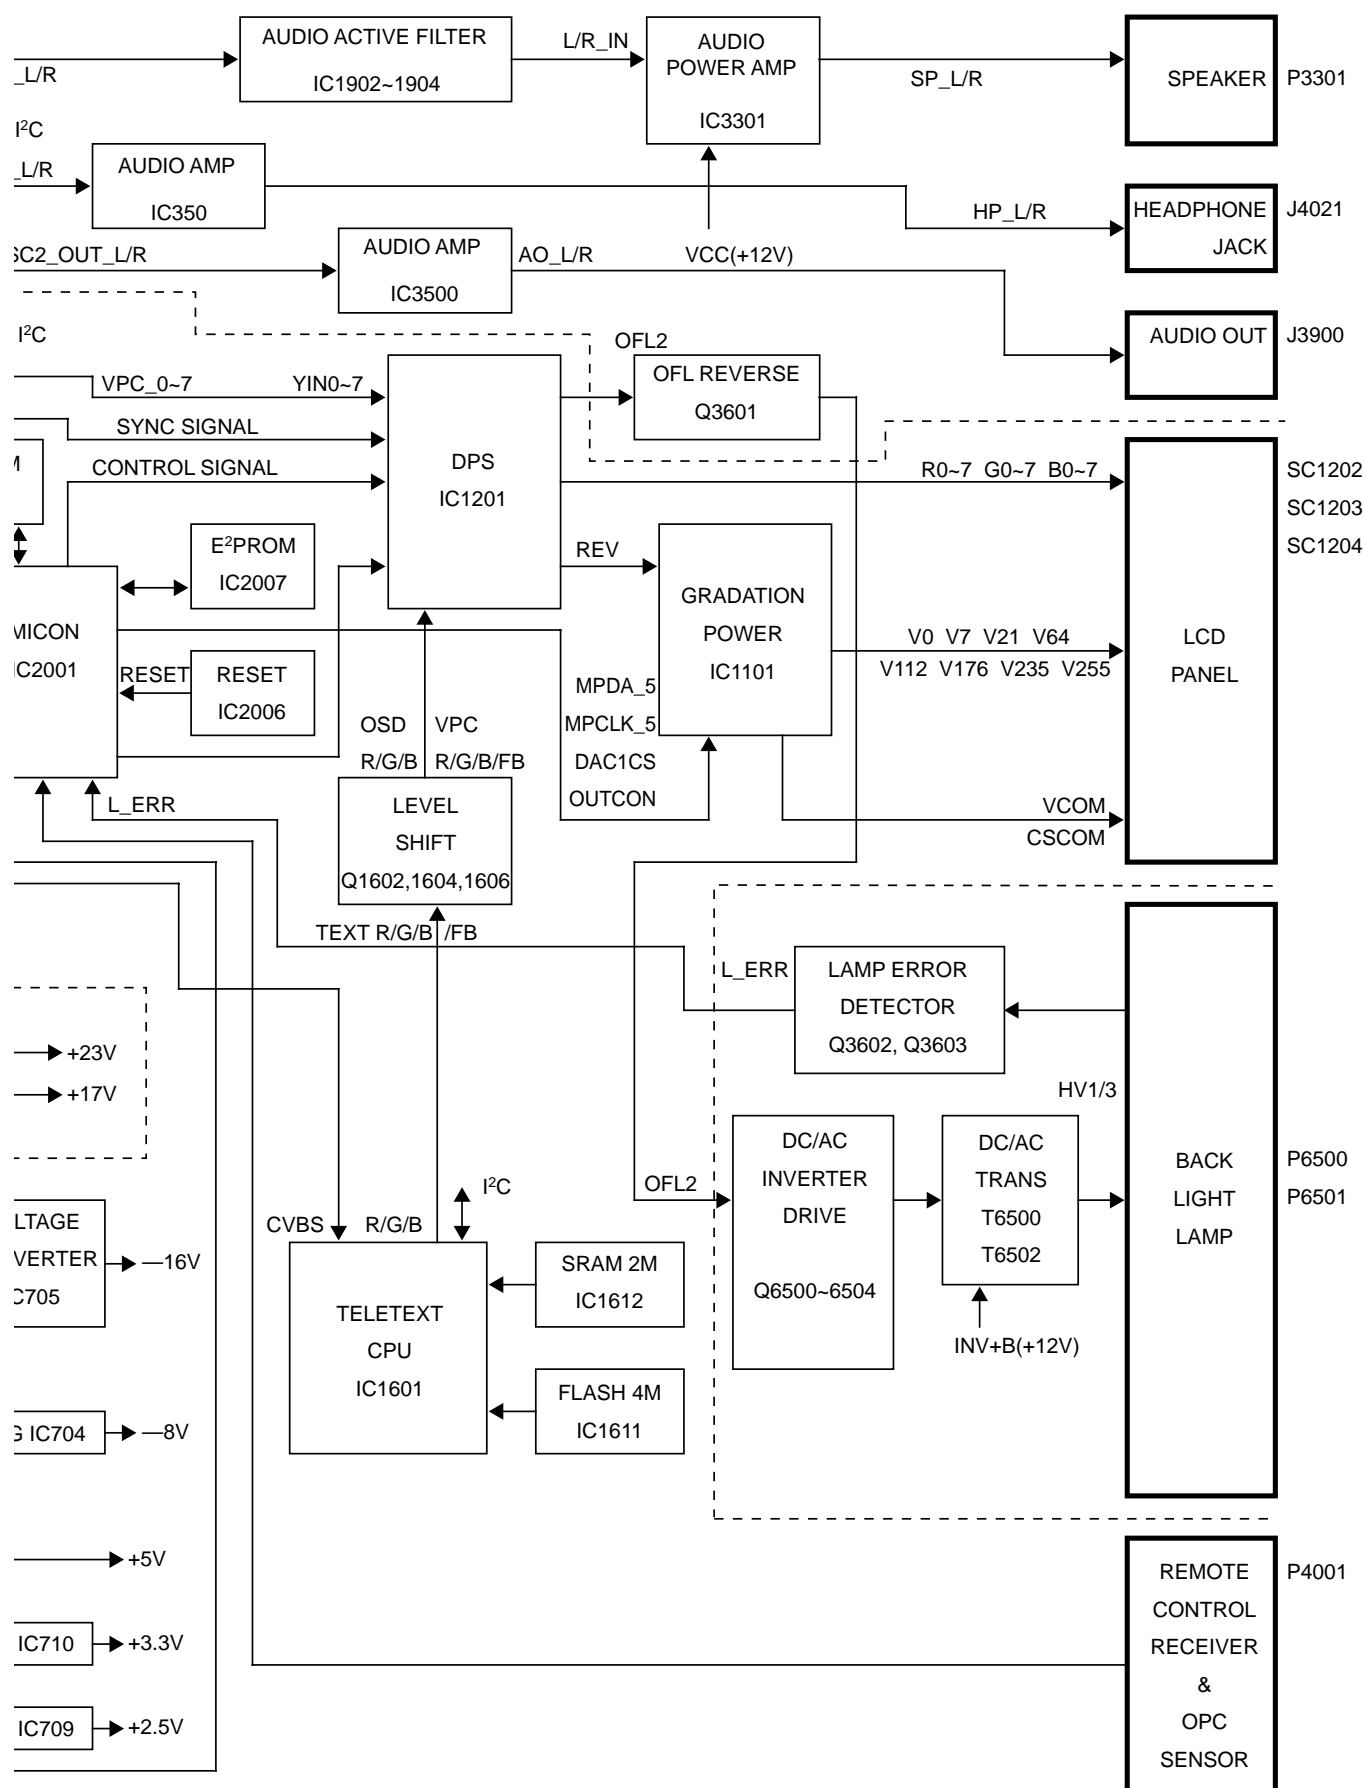 AUDIO ACTIVE FILTER
IC1902~1904
L/R_IN
AUDIO
POWER AMP
IC3301
SP_L/R
SPEAKER
P3301
_L/R
I²C
_L/R
AUDIO AMP
IC350
HP_L/R
HEADPHONE
JACK
J4021
SC2_OUT_L/R
AUDIO AMP
IC3500
AO_L/R
VCC(+12V)
AUDIO OUT
J3900
I²C
VPC_0~7
YIN0~7
SYNC SIGNAL
CONTROL SIGNAL
DPS
IC1201
OFL2
OFL REVERSE
Q3601
R0~7 G0~7 B0~7
SC1202
SC1203
SC1204
M
E²PROM
IC2007
REV
GRADATION
POWER
IC1101
V0 V7 V21 V64
V112 V176 V235 V255
LCD
PANEL
MICON
IC2001
RESET
RESET
IC2006
MPDA_5
MPCLK_5
DAC1CS
OUTCON
OSD
R/G/B
VPC
R/G/B/FB
L_ERR
LEVEL
SHIFT
Q1602,1604,1606
VCOM
CSCOM
TEXT R/G/B /FB
L_ERR
LAMP ERROR
DETECTOR
Q3602, Q3603
+23V
+17V
HV1/3
DC/AC
INVERTER
DRIVE
Q6500~6504
DC/AC
TRANS
T6500
T6502
INV+B(+12V)
BACK
LIGHT
LAMP
P6500
P6501
OFL2
I²C
CVBS
R/G/B
LTAGE
VERTER
C705
—16V
TELETEXT
CPU
IC1601
SRAM 2M
IC1612
FLASH 4M
IC1611
G IC704
—8V
+5V
IC710
+3.3V
IC709
+2.5V
REMOTE
CONTROL
RECEIVER
&
OPC
SENSOR
P4001